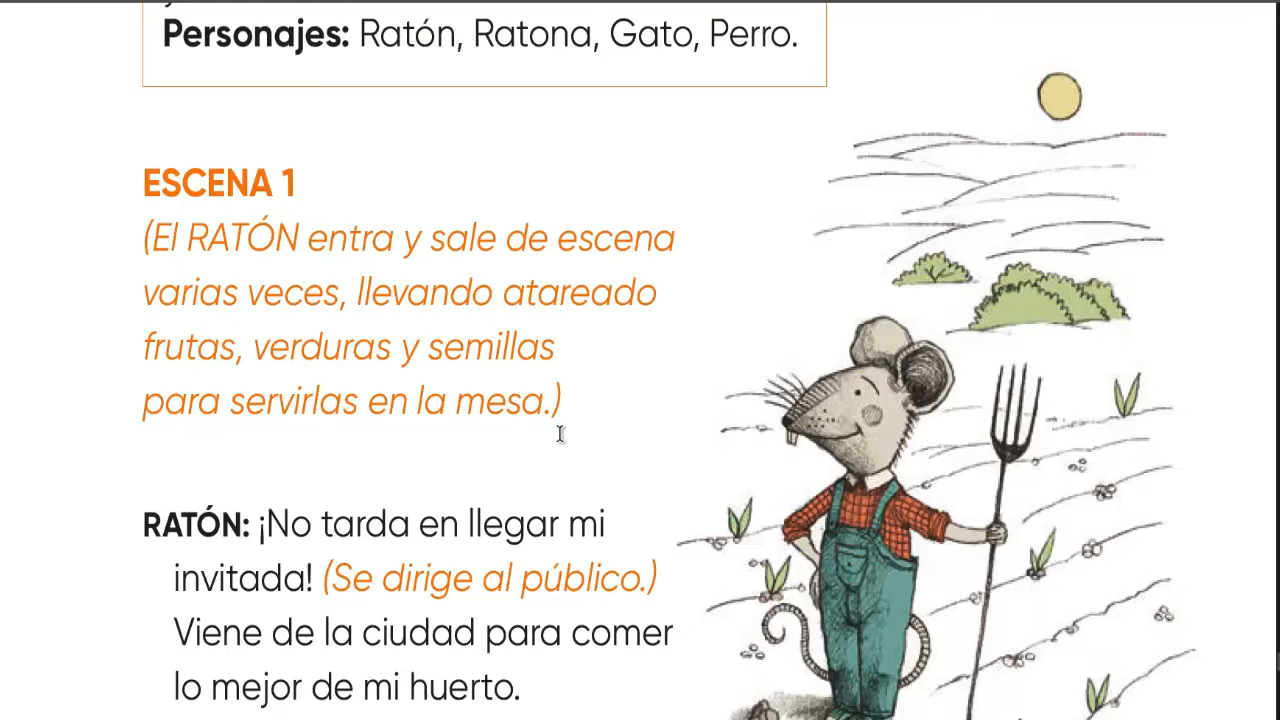 Personajes: Ratón, Ratona, Gato, Perro.
ESCENA 1
(El RATÓN entra y sale de escena
varias veces, llevando atareado
frutas, verduras y semillas
para servirlas en la mesa.)
RATÓN: ¡No tarda en llegar mi
invitada! (Se dirige al público.)
Viene de la ciudad para comer
lo mejor de mi huerto.